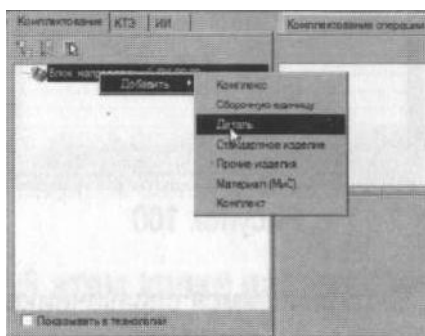 Комплектование КТЭ ИИ
Комплектование операции
Блок
Добавить
Комплекс
Сборочную единицу
Деталь
Стандартное изделие
Прочие изделия
Материал (МиС)
Комплект
Показывать в технологии